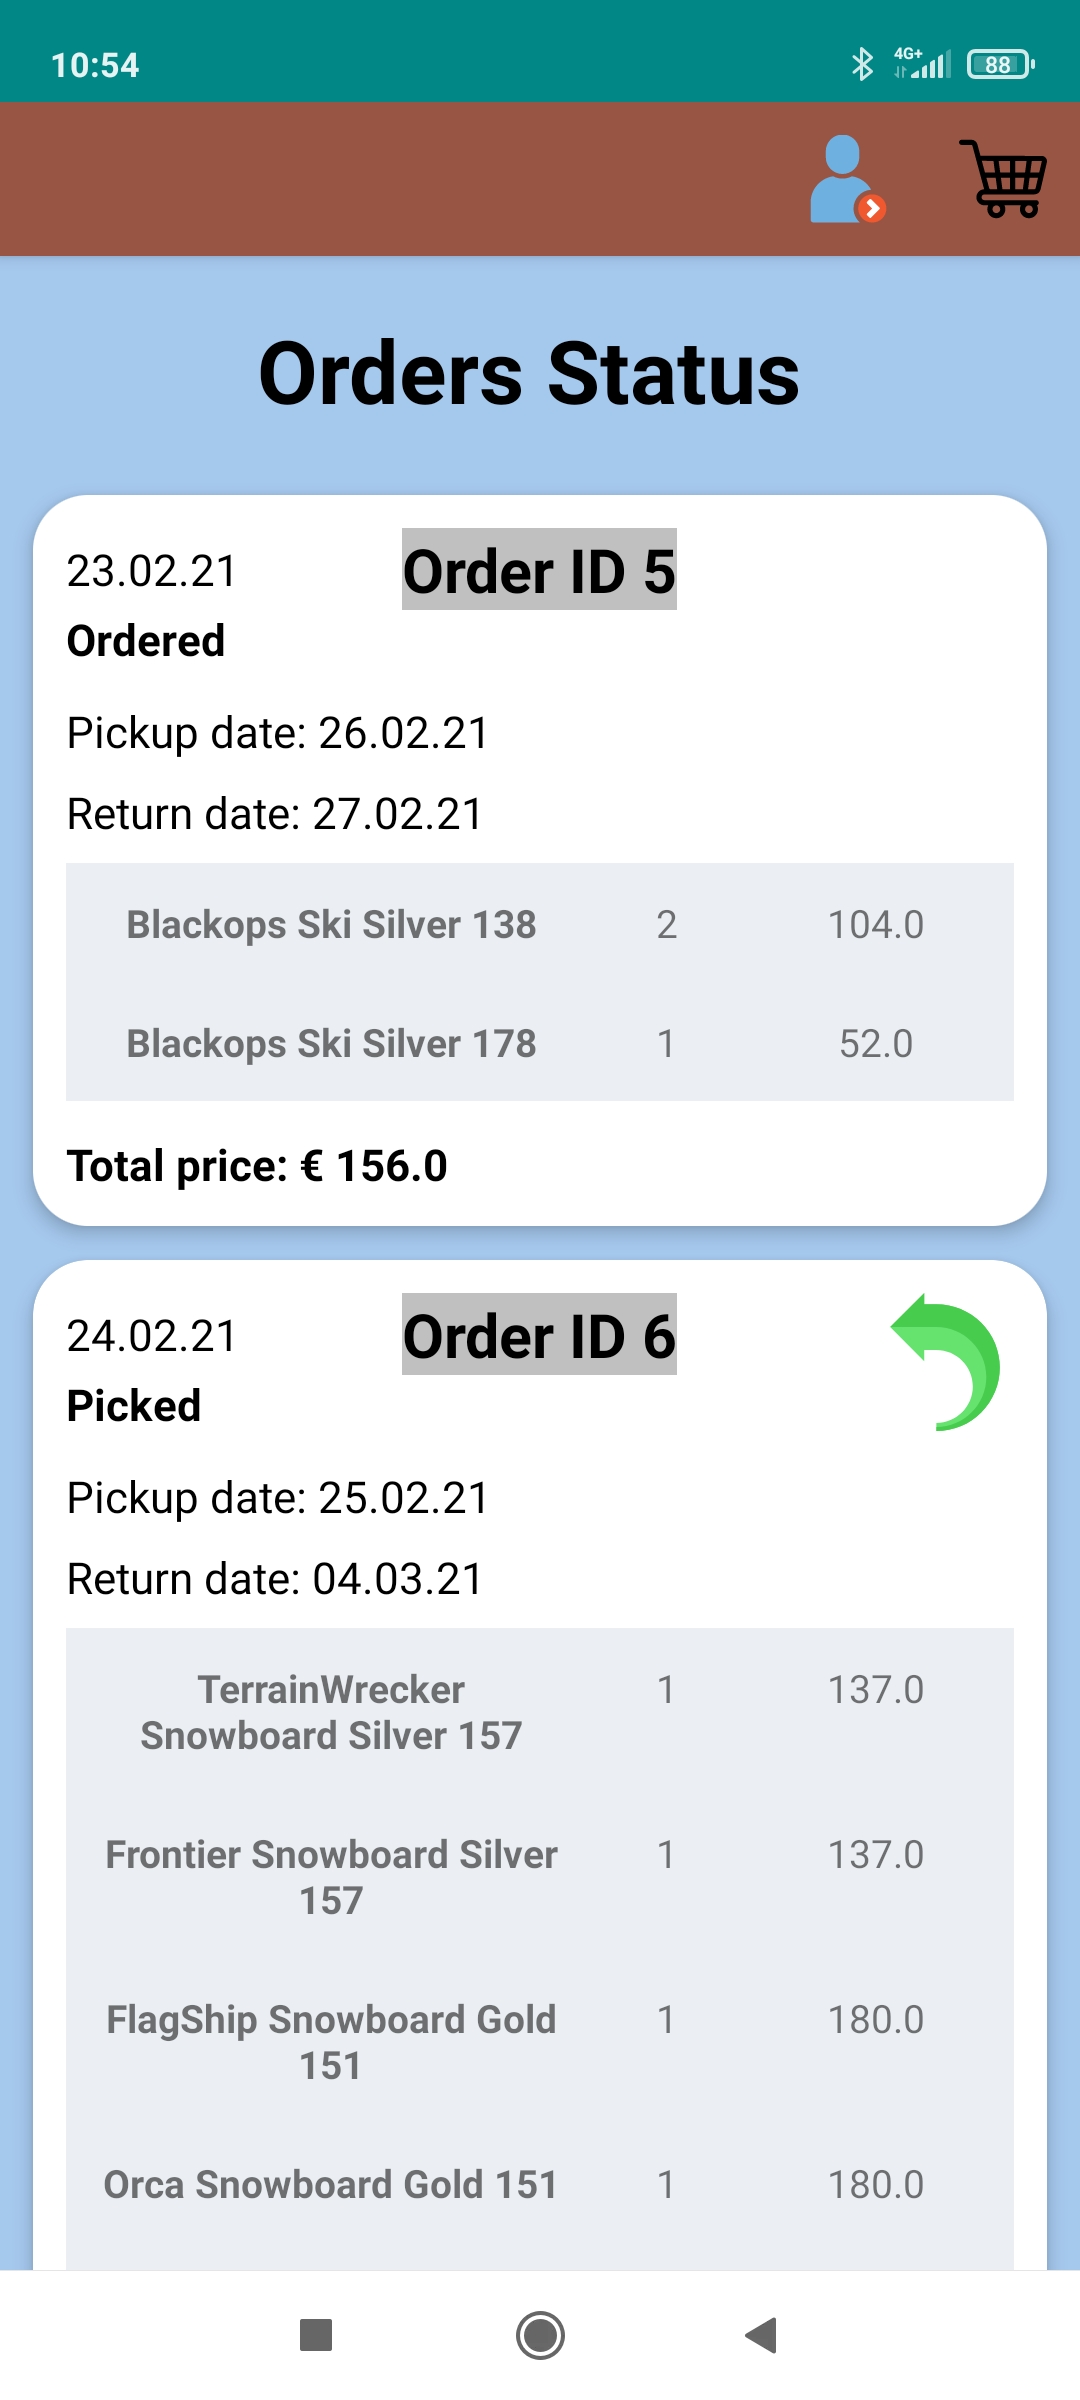 10:54
4G+
88
Orders Status
23.02.21
Order ID 5
Ordered
Pickup date: 26.02.21
Return date: 27.02.21
Blackops Ski Silver 138 2 104.0
Blackops Ski Silver 178 1 52.0
Total price: € 156.0
24.02.21
Order ID 6
Picked
Pickup date: 25.02.21
Return date: 04.03.21
TerrainWrecker 1 137.0
Snowboard Silver 157
Frontier Snowboard Silver 1 137.0
157
FlagShip Snowboard Gold 1 180.0
151
Orca Snowboard Gold 151 1 180.0